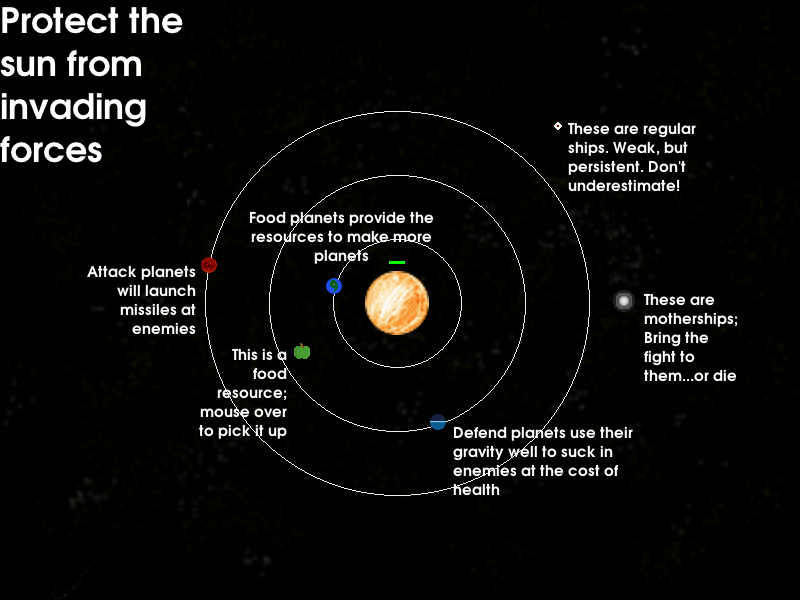 Protect the
sun from
invading
forces
These are regular
ships. Weak, but
persistent. Don't
underestimate!
Food planets provide the
resources to make more
planets
Attack planets
will launch
missiles at
enemies
These are
motherships;
Bring the
fight to
them...or die
This is a
food
resource;
mouse over
to pick it up
Defend planets use their
gravity well to suck in
enemies at the cost of
health